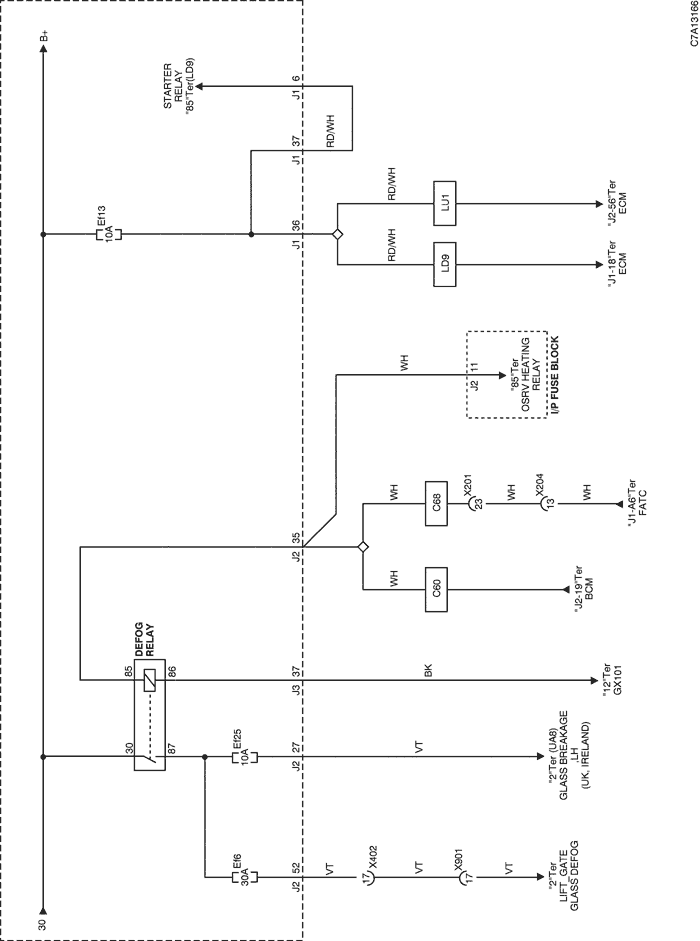 30
B+
C7A13166
Ef6
30A
J2 52
VT
17
X402
VT
17
X901
VT
"2"Ter
LIFT_GATE
GLASS DEFOG
DEFOG
RELAY
30
87
85
86
Ef25
10A
J2 27
VT
"2"Ter (UA8)
GLASS BREAKAGE
,LH
(UK, IRELAND)
J3 37
BK
"12"Ter
GX101
J2 35
WH
C60
"J2-19"Ter
BCM
WH
C68
23
X201
WH
13
X204
WH
"J1-A6"Ter
FATC
WH
J2 11
"85"Ter
OSRV HEATING
RELAY
I/P FUSE BLOCK
Ef13
10A
J1 36
RD/WH
LD9
"J1-18"Ter
ECM
RD/WH
LU1
"J2-56"Ter
ECM
J1 37
RD/WH
J1 6
STARTER
RELAY
"85"Ter(LD9)